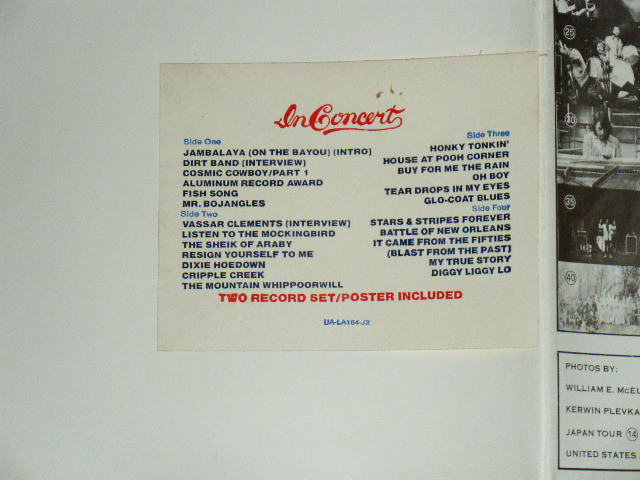 In Concert
Side One
JAMBALAYA (ON THE BAYOU) (INTRO)
DIRT BAND (INTERVIEW)
COSMIC COWBOY/PART 1
ALUMINUM RECORD AWARD
FISH SONG
MR. BOJANGLES
Side Two
VASSAR CLEMENTS (INTERVIEW)
LISTEN TO THE MOCKINGBIRD
THE SHEIK OF ARABY
RESIGN YOURSELF TO ME
DIXIE HOEDOWN
CRIPPLE CREEK
THE MOUNTAIN WHIPPOORWILL
Side Three
HONKY TONKIN'
HOUSE AT POOH CORNER
BUY FOR ME THE RAIN
OH BOY
TEAR DROPS IN MY EYES
GLO-COAT BLUES
Side Four
STARS & STRIPES FOREVER
BATTLE OF NEW ORLEANS
IT CAME FROM THE FIFTIES
(BLAST FROM THE PAST)
MY TRUE STORY
DIGGY LIGGY LO
TWO RECORD SET/POSTER INCLUDED
UA-LA184-J2
25
30
35
40
PHOTOS BY:
WILLIAM E. McEU
KERWIN PLEVKA
JAPAN TOUR 14
UNITED STATES